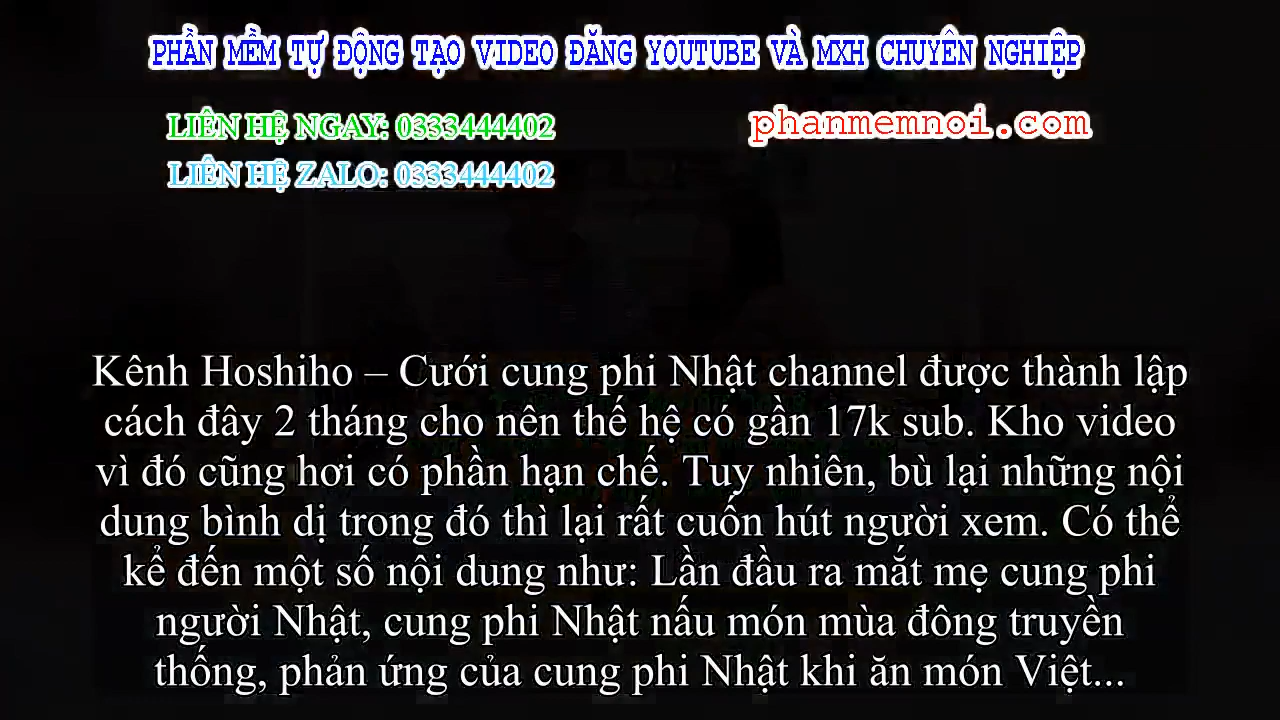 PHẦN MỀM TỰ ĐỘNG TẠO VIDEO ĐĂNG YOUTUBE VÀ MXH CHUYÊN NGHIỆP
LIÊN HỆ NGAY: 0333444402
phanmemnoi.com
LIÊN HỆ ZALO: 0333444402
Kênh Hoshiho – Cưới cung phi Nhật channel được thành lập
cách đây 2 tháng cho nên thế hệ có gần 17k sub. Kho video
vì đó cũng hơi có phần hạn chế. Tuy nhiên, bù lại những nội
dung bình dị trong đó thì lại rất cuốn hút người xem. Có thể
kể đến một số nội dung như: Lần đầu ra mắt mẹ cung phi
người Nhật, cung phi Nhật nấu món mùa đông truyền
thống, phản ứng của cung phi Nhật khi ăn món Việt...